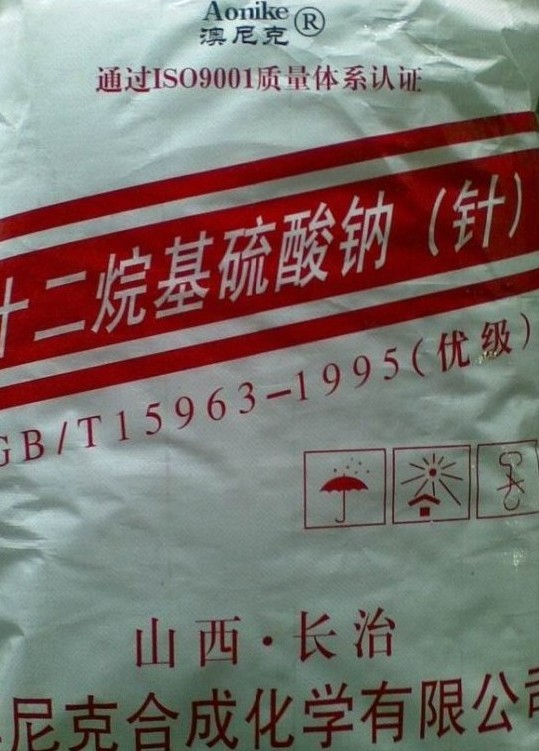 Aonike
澳尼克®
通过ISO9001质量体系认证
十二烷基硫酸钠（针）
GB/T15963-1995(优级)
山西·长治
尼克合成化学有限公司